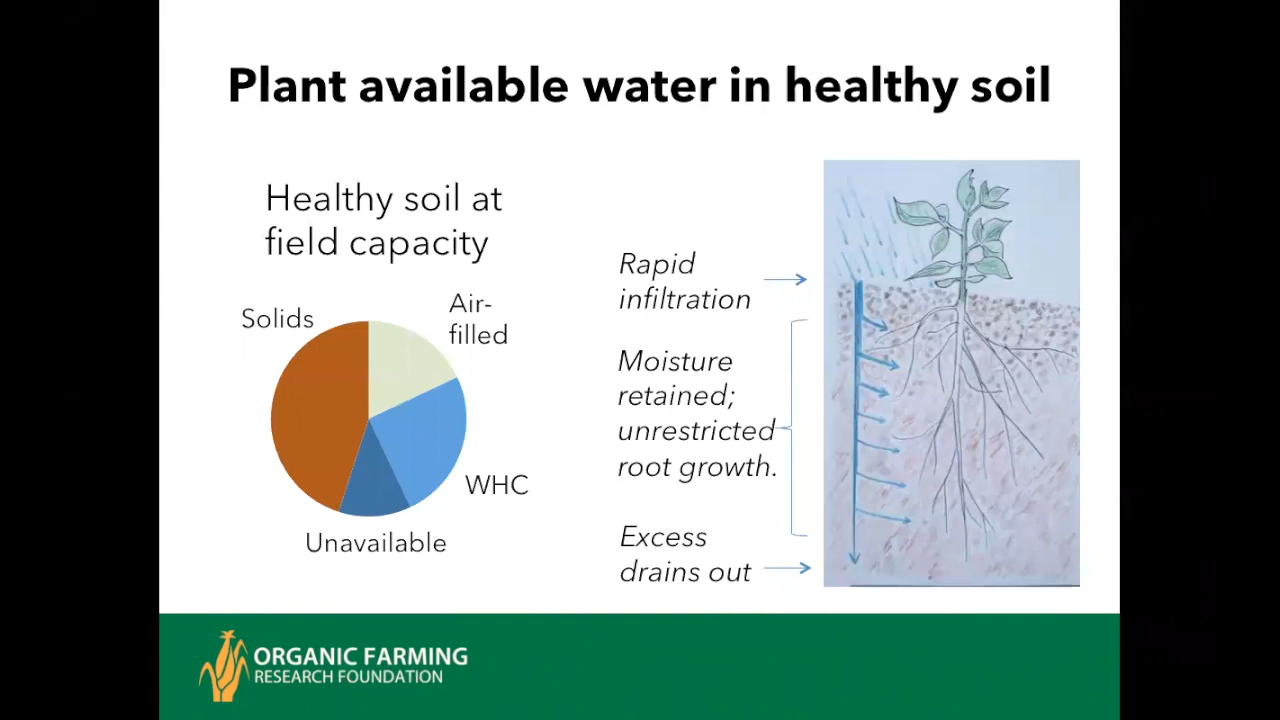 Plant available water in healthy soil
Healthy soil at
field capacity
Solids
Air-
filled
WHC
Unavailable
Rapid
infiltration
Moisture
retained;
unrestricted
root growth.
Excess
drains out
ORGANIC FARMING
RESEARCH FOUNDATION